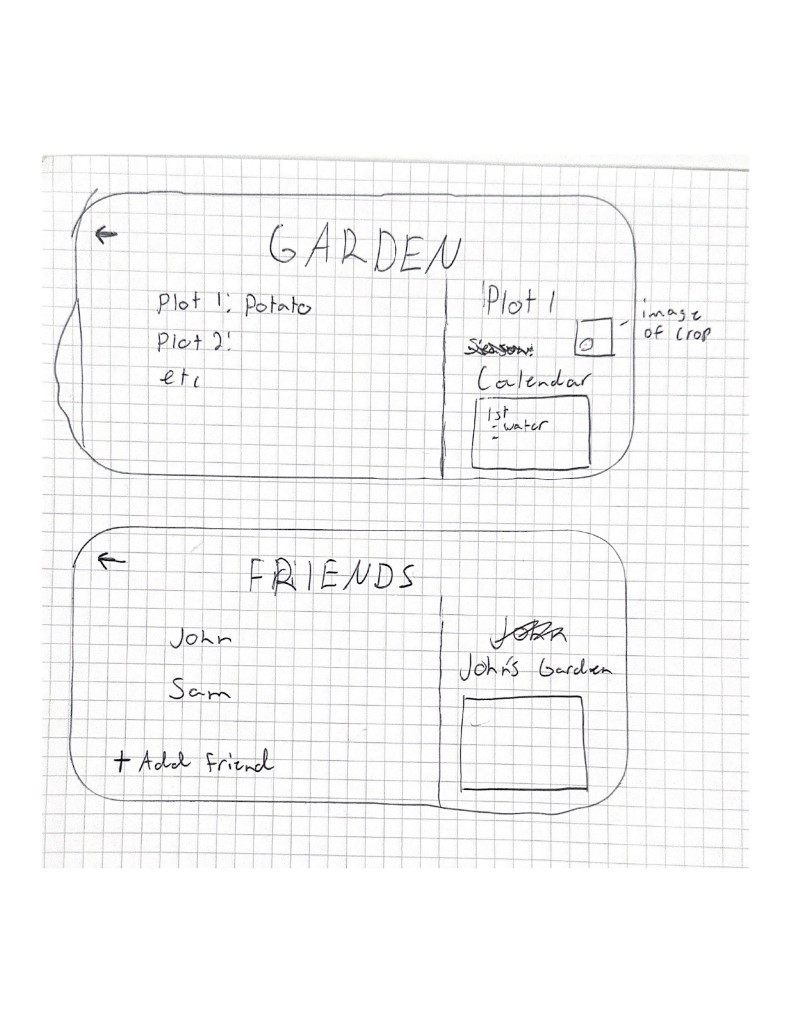 ←
GARDEN
Plot 1: Potato
Plot 2:
etc
Plot 1
image
of crop
Season:
Calendar
1st
- water
-
←
FRIENDS
John
Sam
+ Add friend
John
John's Garden